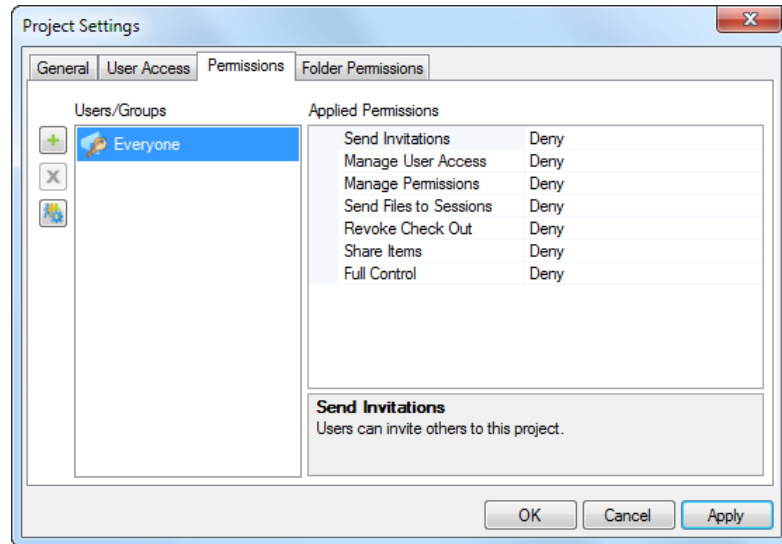 Project Settings
General User Access Permissions Folder Permissions
Users/Groups
Everyone
Applied Permissions
Send Invitations Deny
Manage User Access Deny
Manage Permissions Deny
Send Files to Sessions Deny
Revoke Check Out Deny
Share Items Deny
Full Control Deny
Send Invitations
Users can invite others to this project.
OK Cancel Apply